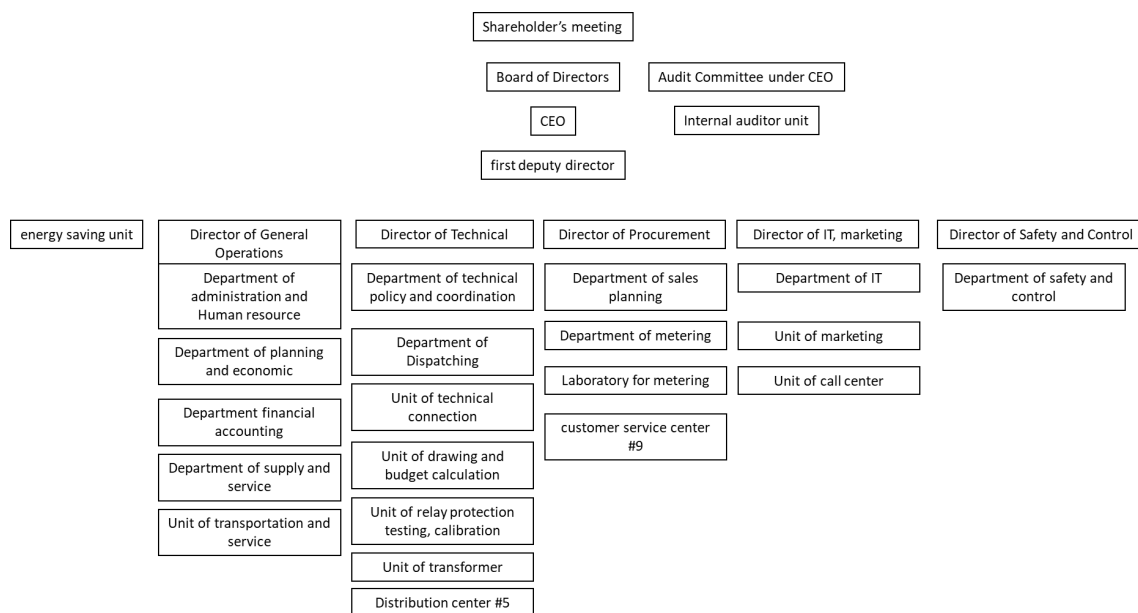 Shareholder's meeting
Board of Directors
Audit Committee under CEO
CEO
Internal auditor unit
first deputy director
energy saving unit
Director of General
Operations
Director of Technical
Director of Procurement
Director of IT, marketing
Director of Safety and Control
Department of
administration and
Human resource
Department of planning
and economic
Department financial
accounting
Department of supply and
service
Unit of transportation and
service
Department of technical
policy and coordination
Department of
Dispatching
Unit of technical
connection
Unit of drawing and
budget calculation
Unit of relay protection
testing, calibration
Unit of transformer
Distribution center #5
Department of sales
planning
Department of metering
Laboratory for metering
customer service center
#9
Department of IT
Unit of marketing
Unit of call center
Department of safety and
control